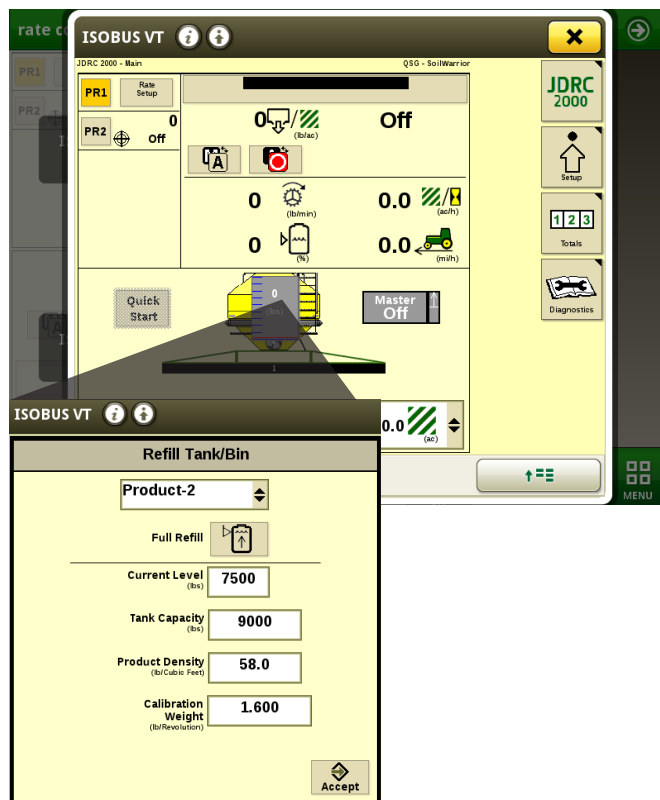 rate co
ISOBUS VT
JDRC 2000 - Main
QSG - SoilWarrior
PR1
PR1
Rate
Setup
PR2
PR2
0
Off
0
(lb/ac)
Off
A
0
(lb/min)
0.0
(ac/h)
0
(%)
0.0
(mi/h)
JDRC
2000
Setup
1 2 3
Totals
Diagnostics
Quick
Start
0
(lbs)
Master
Off
1
0.0
(ac)
MENU
ISOBUS VT
Refill Tank/Bin
Product-2
Full Refill
Current Level
(lbs)
7500
Tank Capacity
(lbs)
9000
Product Density
(lb/Cubic Feet)
58.0
Calibration
Weight
(lb/Revolution)
1.600
Accept